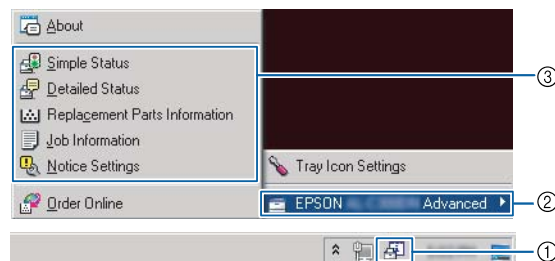 About
Simple Status
③
Detailed Status
Replacement Parts Information
Job Information
Notice Settings
Tray Icon Settings
Order Online
EPSON Advanced
②
①